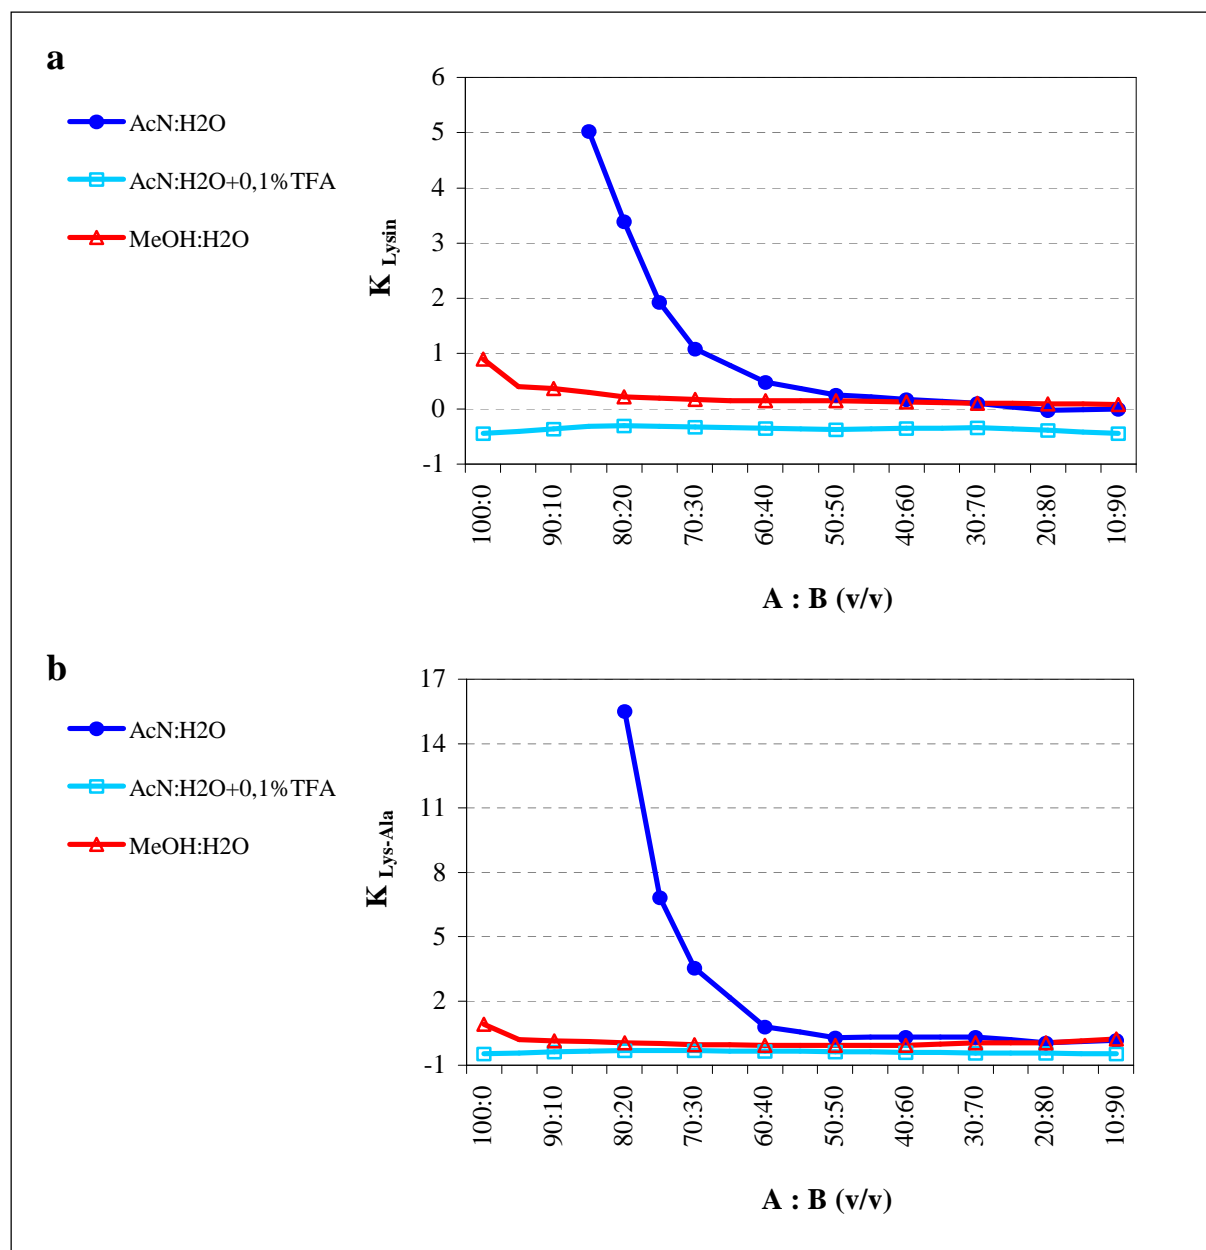 a
AcN:H2O
AcN:H2O+0,1%TFA
MeOH:H2O
K Lysin
6
5
4
3
2
1
0
-1
100:0
90:10
80:20
70:30
60:40
50:50
40:60
30:70
20:80
10:90
A : B (v/v)
b
AcN:H2O
AcN:H2O+0,1%TFA
MeOH:H2O
K Lys-Ala
17
14
11
8
5
2
-1
100:0
90:10
80:20
70:30
60:40
50:50
40:60
30:70
20:80
10:90
A : B (v/v)